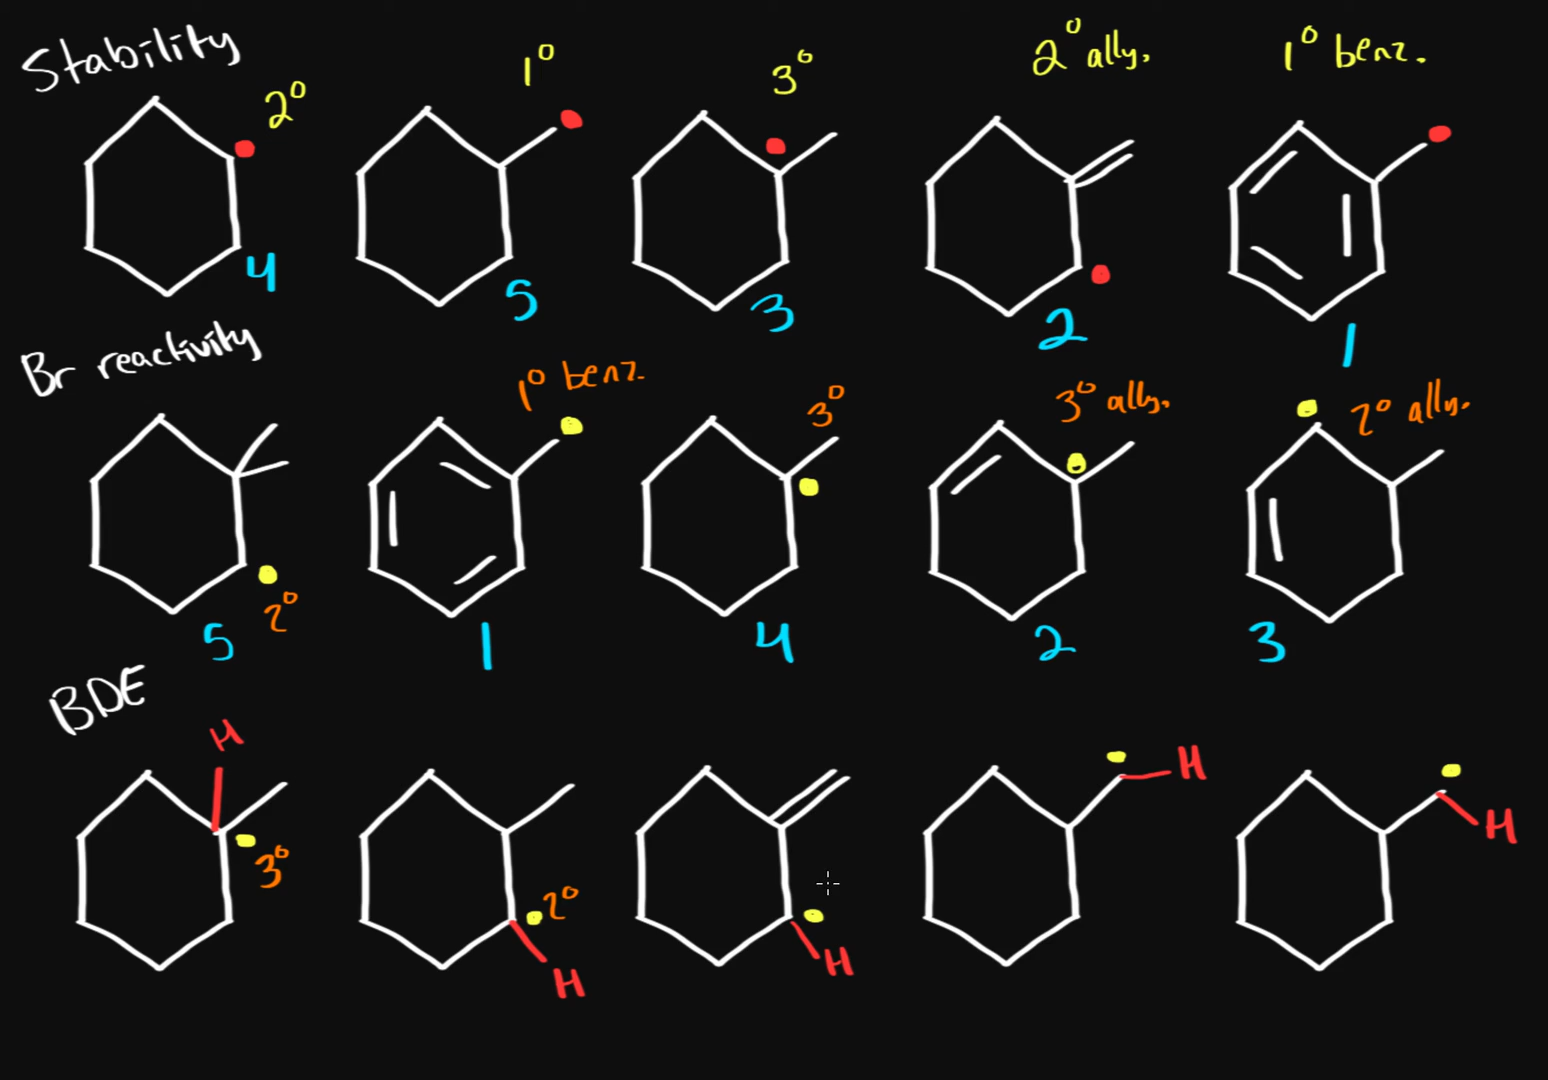 Stability
2° 1° 3° 2° ally. 1° benz.
4 5 3 2 1
Br reactivity
1° benz. 3° 3° ally. 2° ally.
2°
5 1 4 2 3
BDE
H H H
3° 2°
H H